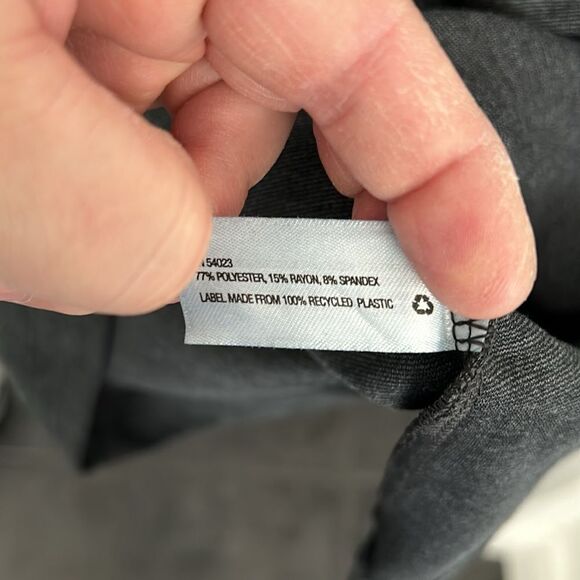 54023
77% POLYESTER, 15% RAYON, 8% SPANDEX
LABEL MADE FROM 100% RECYCLED PLASTIC